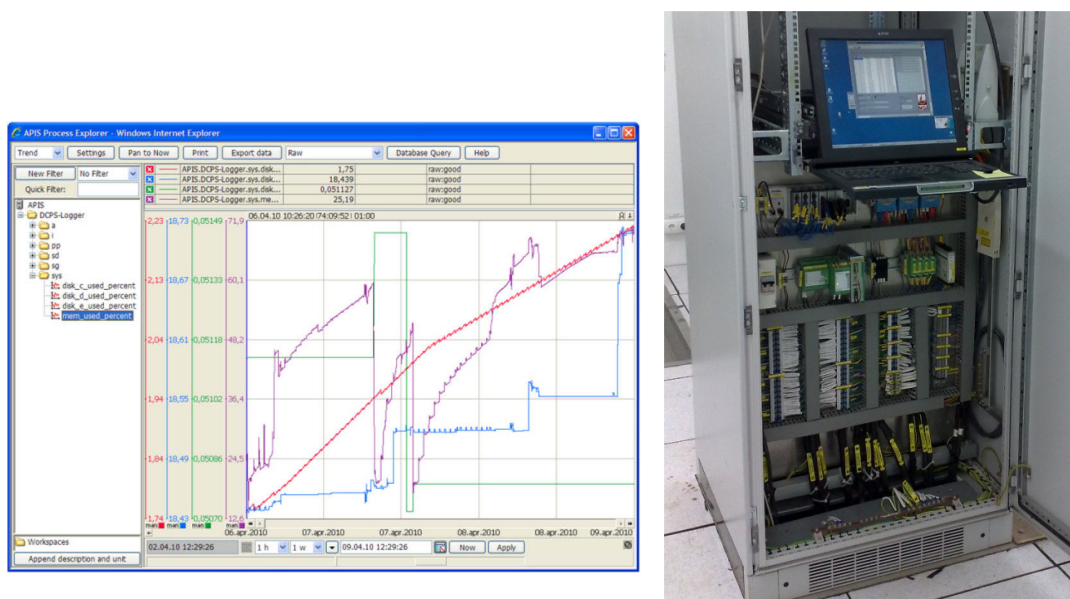 APIS Process Explorer - Windows Internet Explorer
Trend Settings Pan to Now Print Export data Raw Database Query Help
New Filter No Filter
Quick Filter:
APIS.DCPS-Logger.sys.disk... 1,75 raw:good
APIS.DCPS-Logger.sys.disk... 18,439 raw:good
APIS.DCPS-Logger.sys.disk... 0,051127 raw:good
APIS.DCPS-Logger.sys.me... 25,19 raw:good
APIS
DCPS-Logger
a
i
pp
sd
sg
sys
disk_c_used_percent
disk_d_used_percent
disk_e_used_percent
mem_used_percent
06.04.10 10:26:20 74:09:52 01:00
2,23 18,73 0,05149 71,9
2,13 18,67 0,05133 60,1
2,04 18,61 0,05118 48,2
1,94 18,55 0,05102 36,4
1,84 18,49 0,05086 24,5
1,74 18,43 0,05070 12,6
man man man man
06.apr.2010 07.apr.2010 07.apr.2010 08.apr.2010 08.apr.2010 09.apr.2010
Workspaces
Append description and unit
02.04.10 12:29:26 1 h 1 w 09.04.10 12:29:26 Now Apply